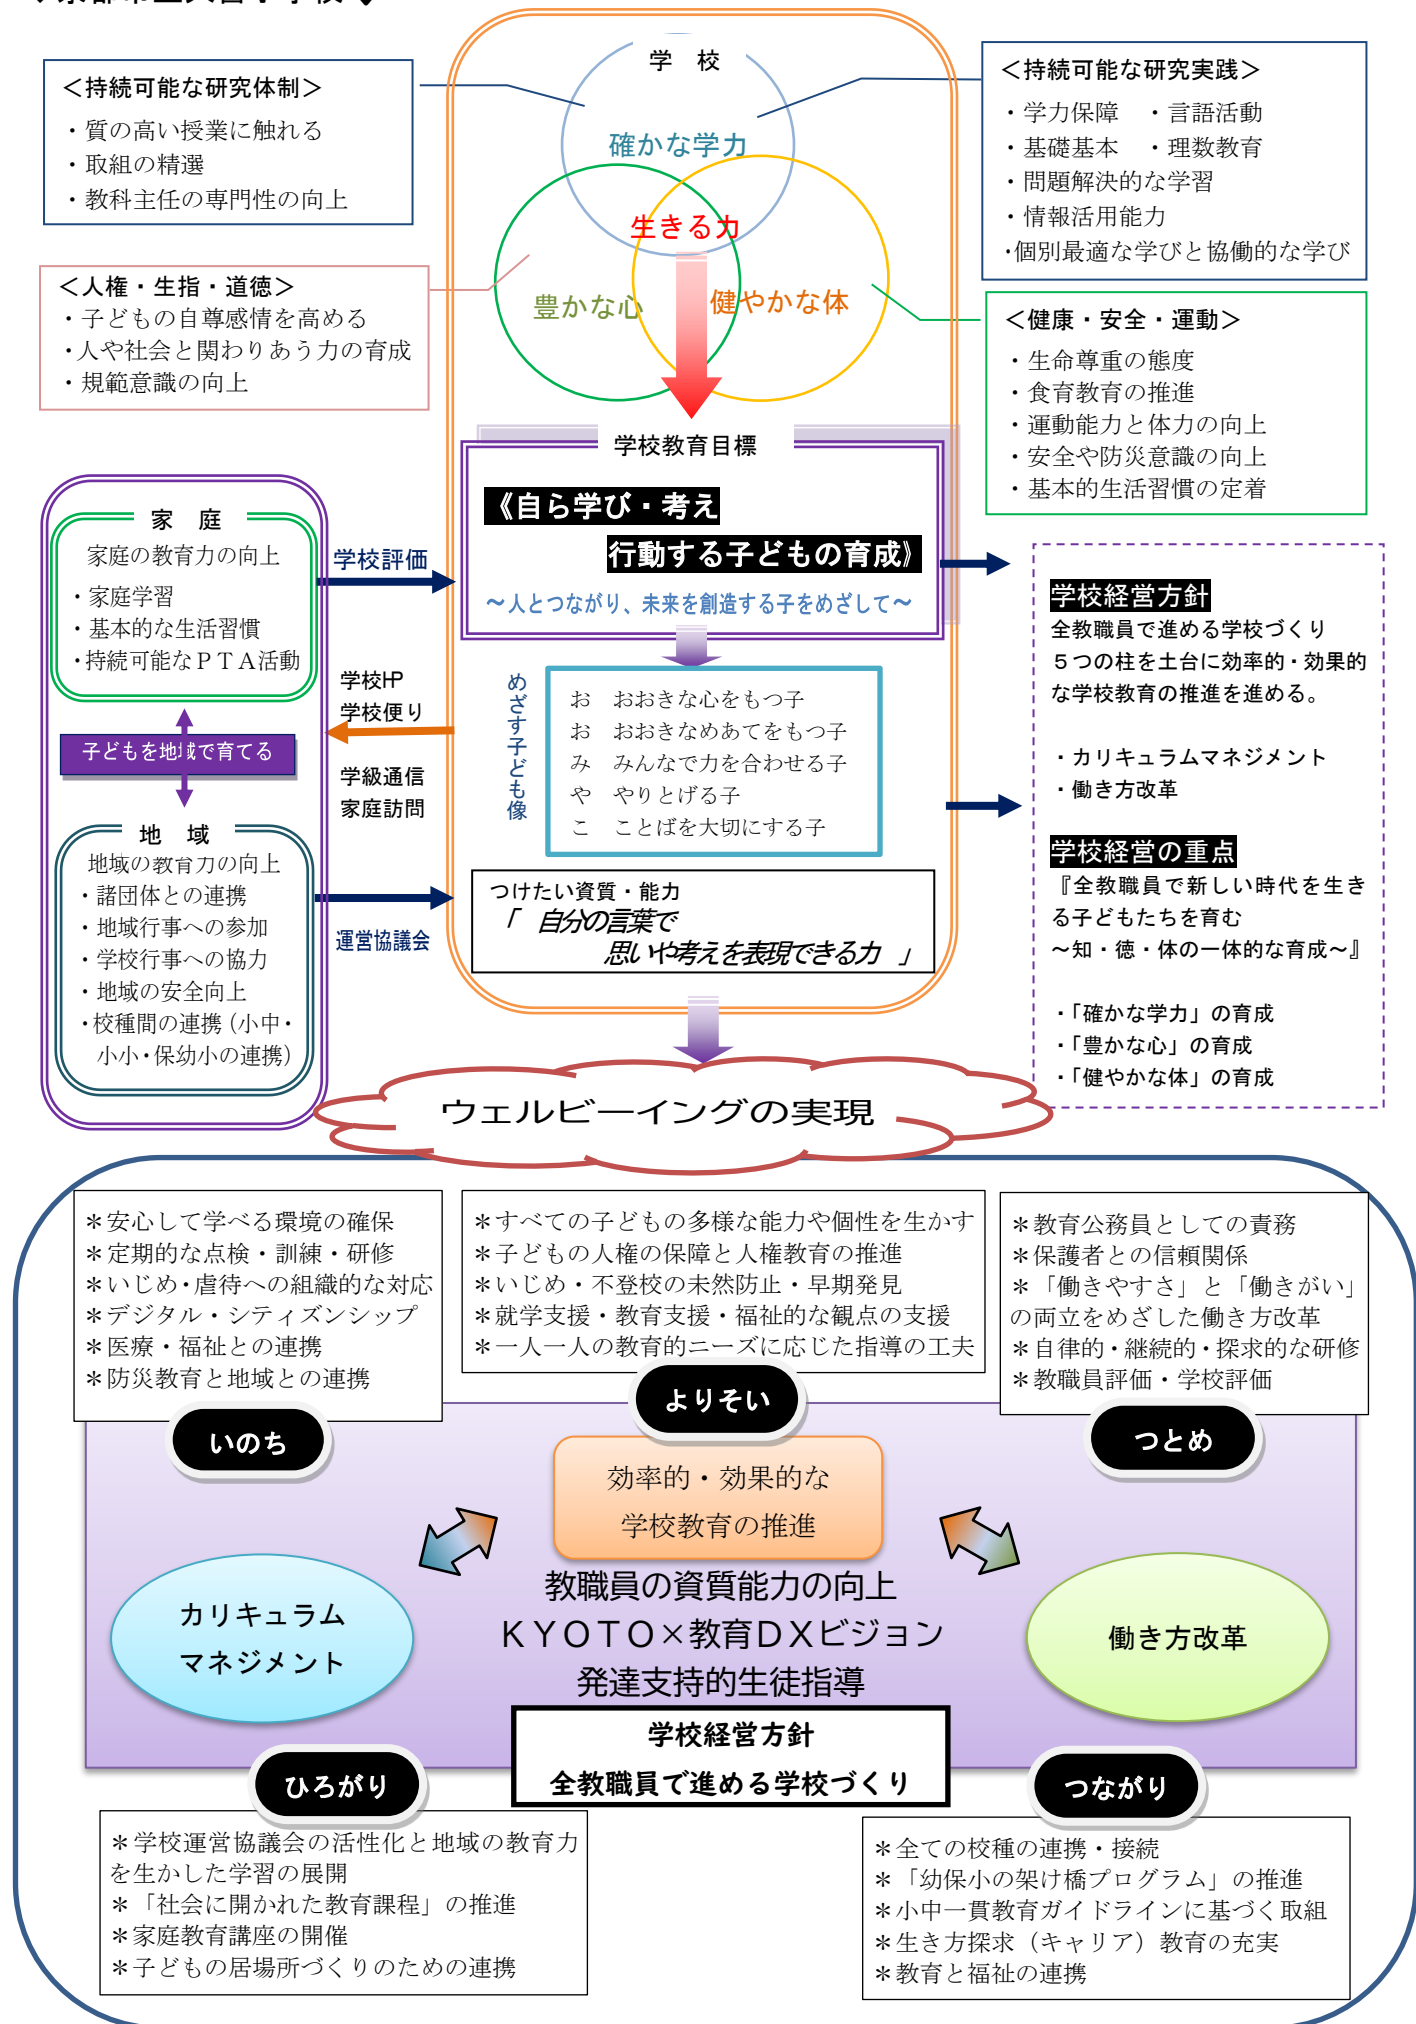 学　校
＜持続可能な研究体制＞
・質の高い授業に触れる
・取組の精選
・教科主任の専門性の向上
＜持続可能な研究実践＞
・学力保障　・言語活動
・基礎基本　・理数教育
・問題解決的な学習
・情報活用能力
・個別最適な学びと協働的な学び
確かな学力
生きる力
豊かな心
健やかな体
＜人権・生指・道徳＞
・子どもの自尊感情を高める
・人や社会と関わりあう力の育成
・規範意識の向上
＜健康・安全・運動＞
・生命尊重の態度
・食育教育の推進
・運動能力と体力の向上
・安全や防災意識の向上
・基本的生活習慣の定着
学校教育目標
《自ら学び・考え
行動する子どもの育成》
～人とつながり、未来を創造する子をめざして～
家　庭
家庭の教育力の向上
・家庭学習
・基本的な生活習慣
・持続可能なＰＴＡ活動
学校評価
学校HP
学校便り
学級通信
家庭訪問
子どもを地域で育てる
地　域
地域の教育力の向上
・諸団体との連携
・地域行事への参加
・学校行事への協力
・地域の安全向上
・校種間の連携（小中・
小小・保幼小の連携）
運営協議会
めざす子ども像
お　おおきな心をもつ子
お　おおきなめあてをもつ子
み　みんなで力を合わせる子
や　やりとげる子
こ　ことばを大切にする子
つけたい資質・能力
「　自分の言葉で
思いや考えを表現できる力　」
学校経営方針
全教職員で進める学校づくり
５つの柱を土台に効率的・効果的
な学校教育の推進を進める。
・カリキュラムマネジメント
・働き方改革
学校経営の重点
『全教職員で新しい時代を生き
る子どもたちを育む
～知・徳・体の一体的な育成～』
・「確かな学力」の育成
・「豊かな心」の育成
・「健やかな体」の育成
ウェルビーイングの実現
＊安心して学べる環境の確保
＊定期的な点検・訓練・研修
＊いじめ・虐待への組織的な対応
＊デジタル・シティズンシップ
＊医療・福祉との連携
＊防災教育と地域との連携
いのち
＊すべての子どもの多様な能力や個性を生かす
＊子どもの人権の保障と人権教育の推進
＊いじめ・不登校の未然防止・早期発見
＊就学支援・教育支援・福祉的な観点の支援
＊一人一人の教育的ニーズに応じた指導の工夫
よりそい
＊教育公務員としての責務
＊保護者との信頼関係
＊「働きやすさ」と「働きがい」
の両立をめざした働き方改革
＊自律的・継続的・探求的な研修
＊教職員評価・学校評価
つとめ
効率的・効果的な
学校教育の推進
カリキュラム
マネジメント
教職員の資質能力の向上
ＫＹＯＴＯ×教育ＤＸビジョン
発達支持的生徒指導
働き方改革
学校経営方針
全教職員で進める学校づくり
ひろがり
＊学校運営協議会の活性化と地域の教育力
を生かした学習の展開
＊「社会に開かれた教育課程」の推進
＊家庭教育講座の開催
＊子どもの居場所づくりのための連携
つながり
＊全ての校種の連携・接続
＊「幼保小の架け橋プログラム」の推進
＊小中一貫教育ガイドラインに基づく取組
＊生き方探求（キャリア）教育の充実
＊教育と福祉の連携